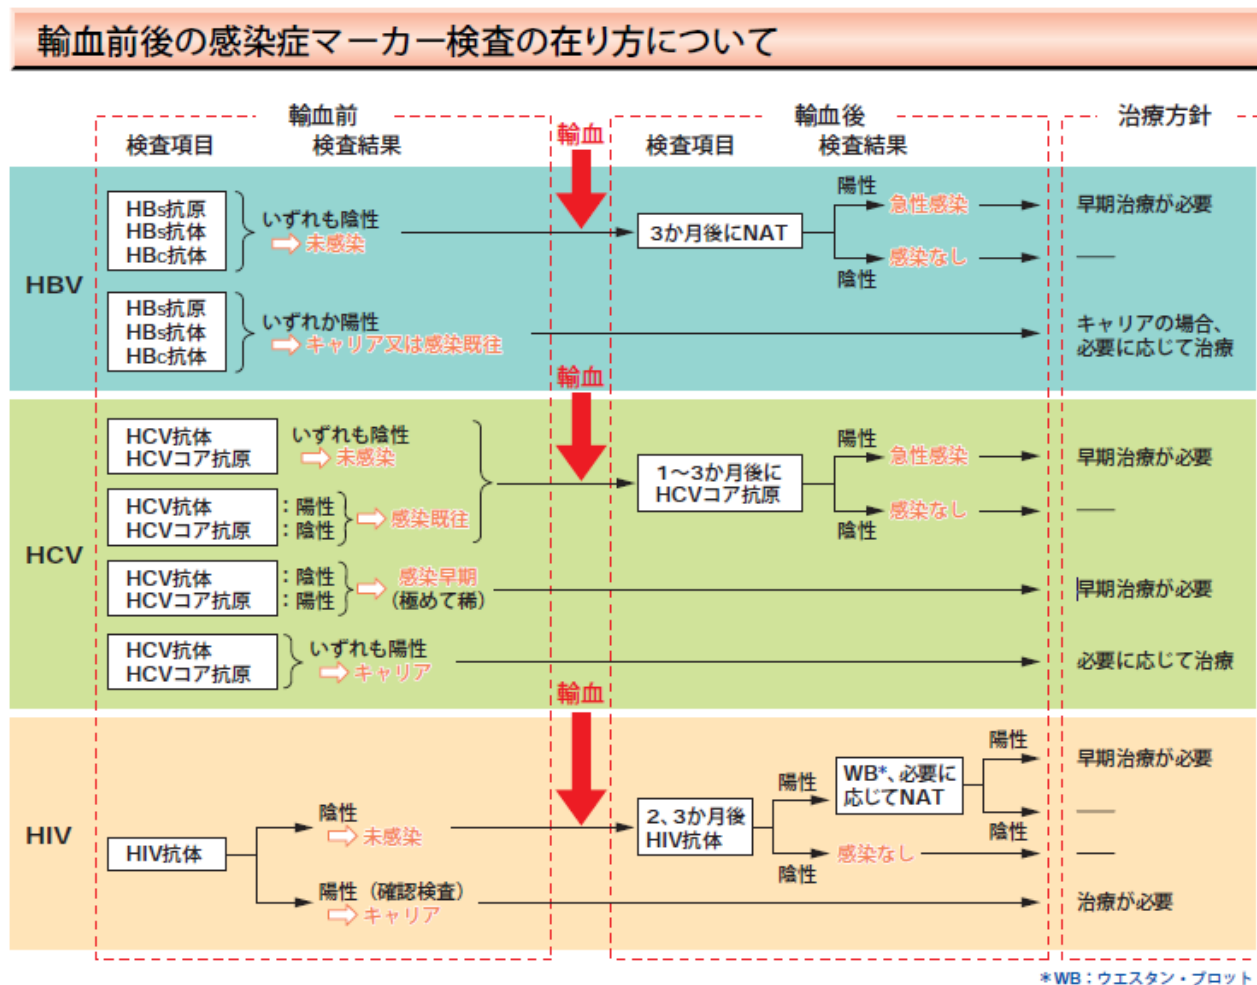 輸血前後の感染症マーカー検査の在り方について
輸血前
検査項目
検査結果
輸血
輸血後
検査項目
検査結果
治療方針
HBV
HBs抗原
HBs抗体
HBc抗体
いずれも陰性
未感染
3か月後にNAT
陽性
急性感染
早期治療が必要
感染なし
陰性
HBs抗原
HBs抗体
HBc抗体
いずれか陽性
キャリア又は感染既往
キャリアの場合、
必要に応じて治療
輸血
HCV
HCV抗体
HCVコア抗原
いずれも陰性
未感染
HCV抗体
HCVコア抗原
：陽性
：陰性
感染既往
1～3か月後に
HCVコア抗原
陽性
急性感染
早期治療が必要
感染なし
陰性
HCV抗体
HCVコア抗原
：陰性
：陽性
感染早期
(極めて稀)
早期治療が必要
HCV抗体
HCVコア抗原
いずれも陽性
キャリア
必要に応じて治療
輸血
HIV
HIV抗体
陰性
未感染
2、3か月後
HIV抗体
陽性
WB*、必要に
応じてNAT
陽性
早期治療が必要
陰性
陰性
感染なし
陽性（確認検査）
キャリア
治療が必要
*WB：ウエスタン・ブロット